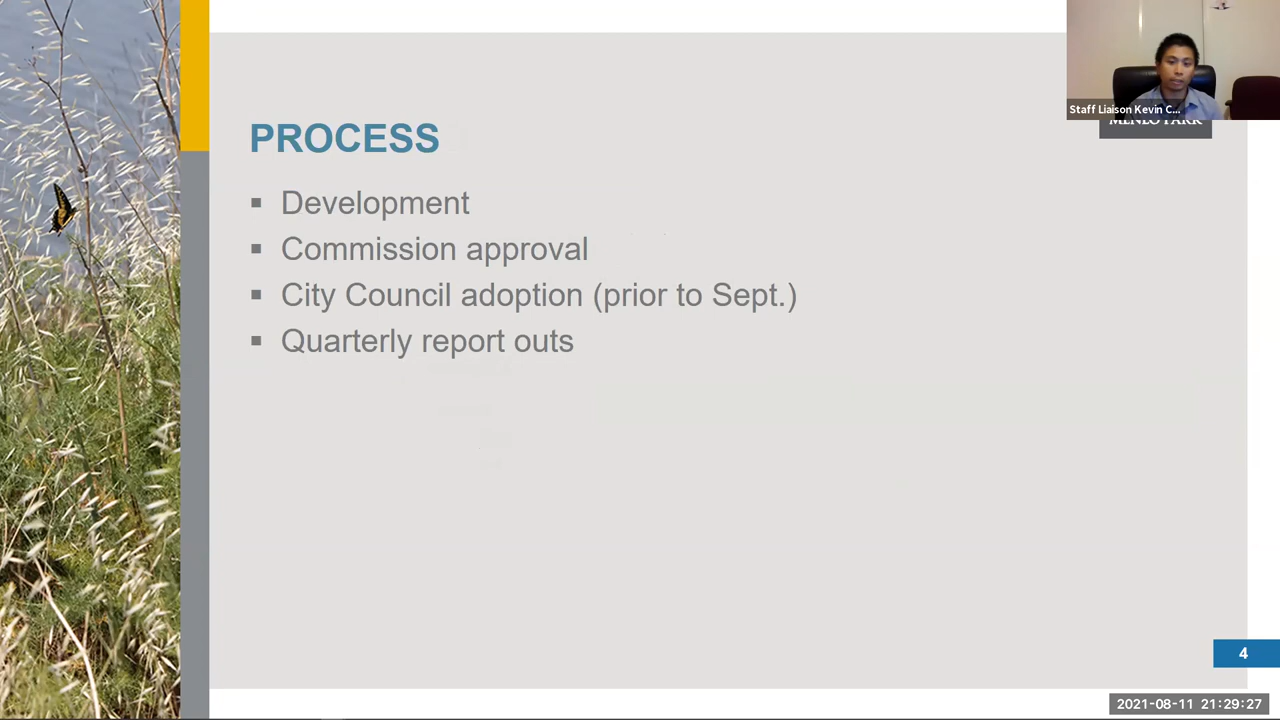 Staff Liaison Kevin C...
MENLO PARK
PROCESS
▪ Development
▪ Commission approval
▪ City Council adoption (prior to Sept.)
▪ Quarterly report outs
4
2021-08-11 21:29:27